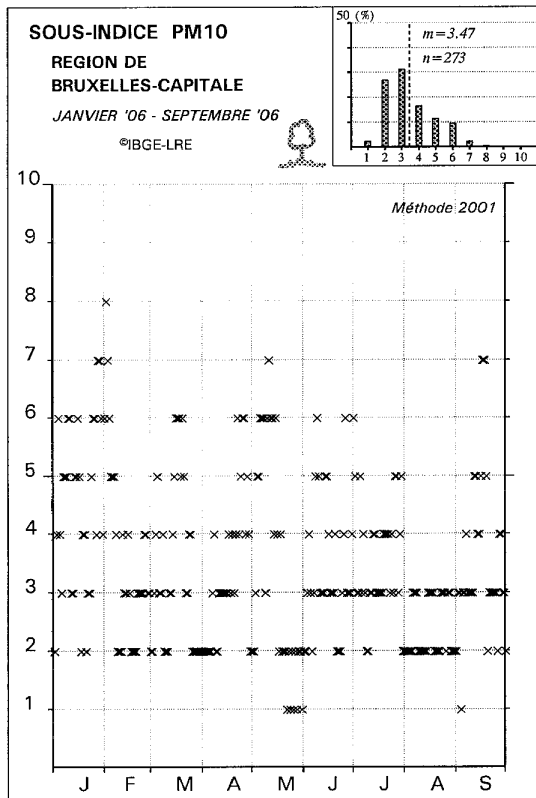 SOUS-INDICE PM10
REGION DE
BRUXELLES-CAPITALE
JANVIER '06 - SEPTEMBRE '06
©IBGE-LRE
50 (%)
m=3.47
n=273
1 2 3 4 5 6 7 8 9 10
Méthode 2001
10
9
8
7
6
5
4
3
2
1
J F M A M J J A S